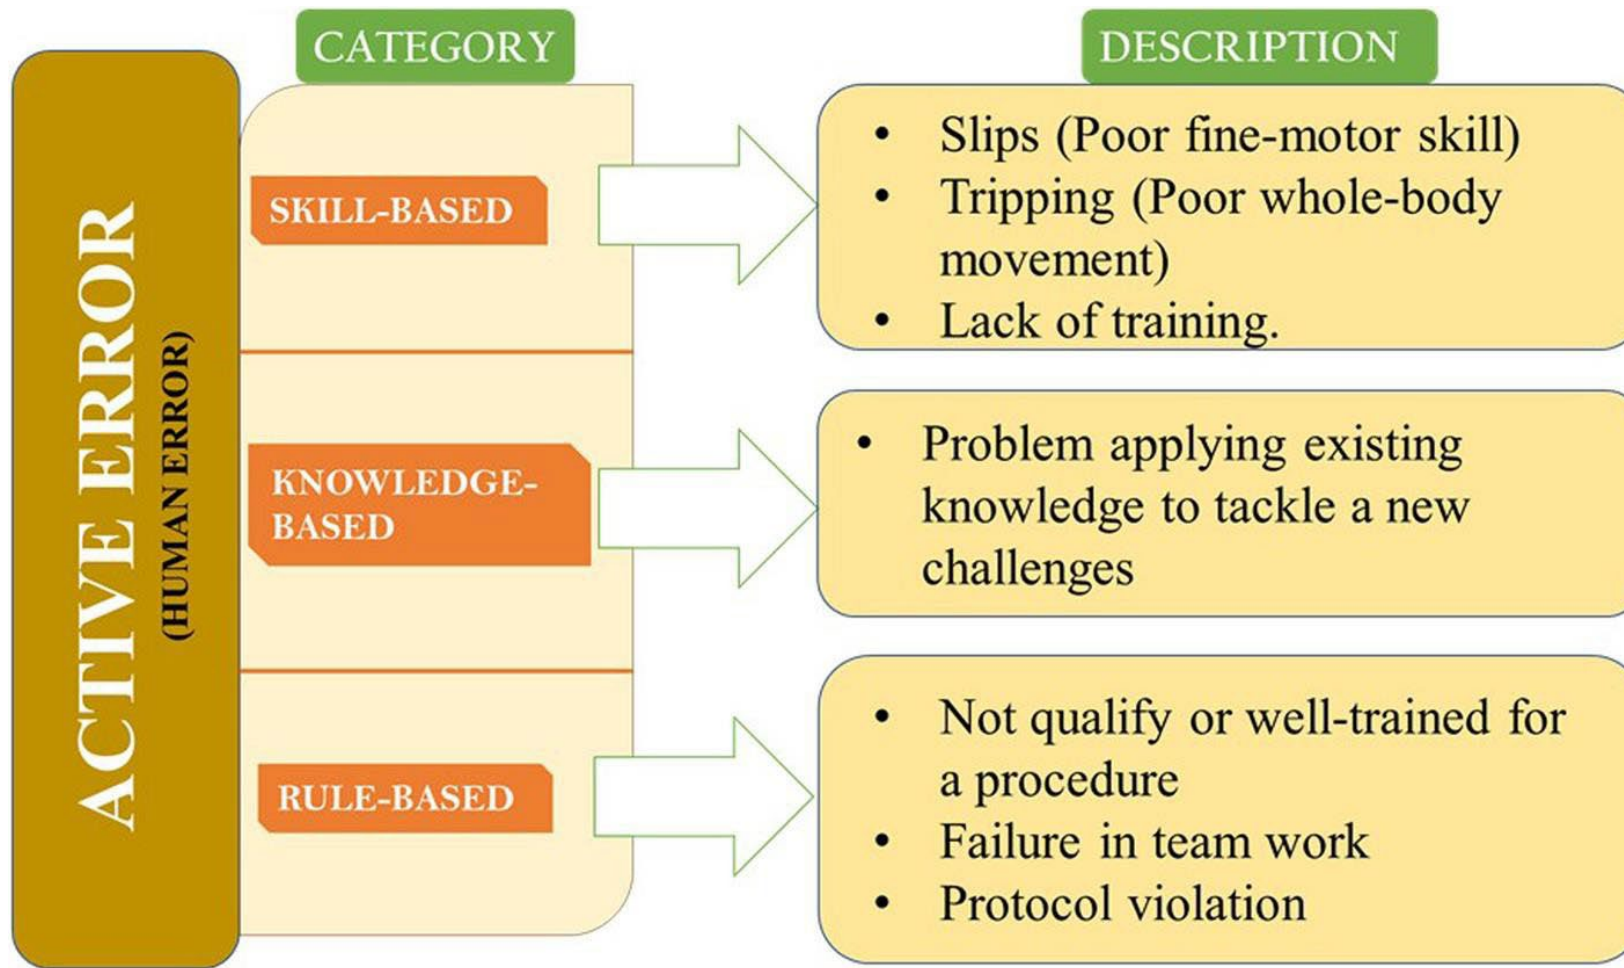 CATEGORY
DESCRIPTION
ACTIVE ERROR
(HUMAN ERROR)
SKILL-BASED
• Slips (Poor fine-motor skill)
• Tripping (Poor whole-body
movement)
• Lack of training.
KNOWLEDGE-
BASED
• Problem applying existing
knowledge to tackle a new
challenges
RULE-BASED
• Not qualify or well-trained for
a procedure
• Failure in team work
• Protocol violation